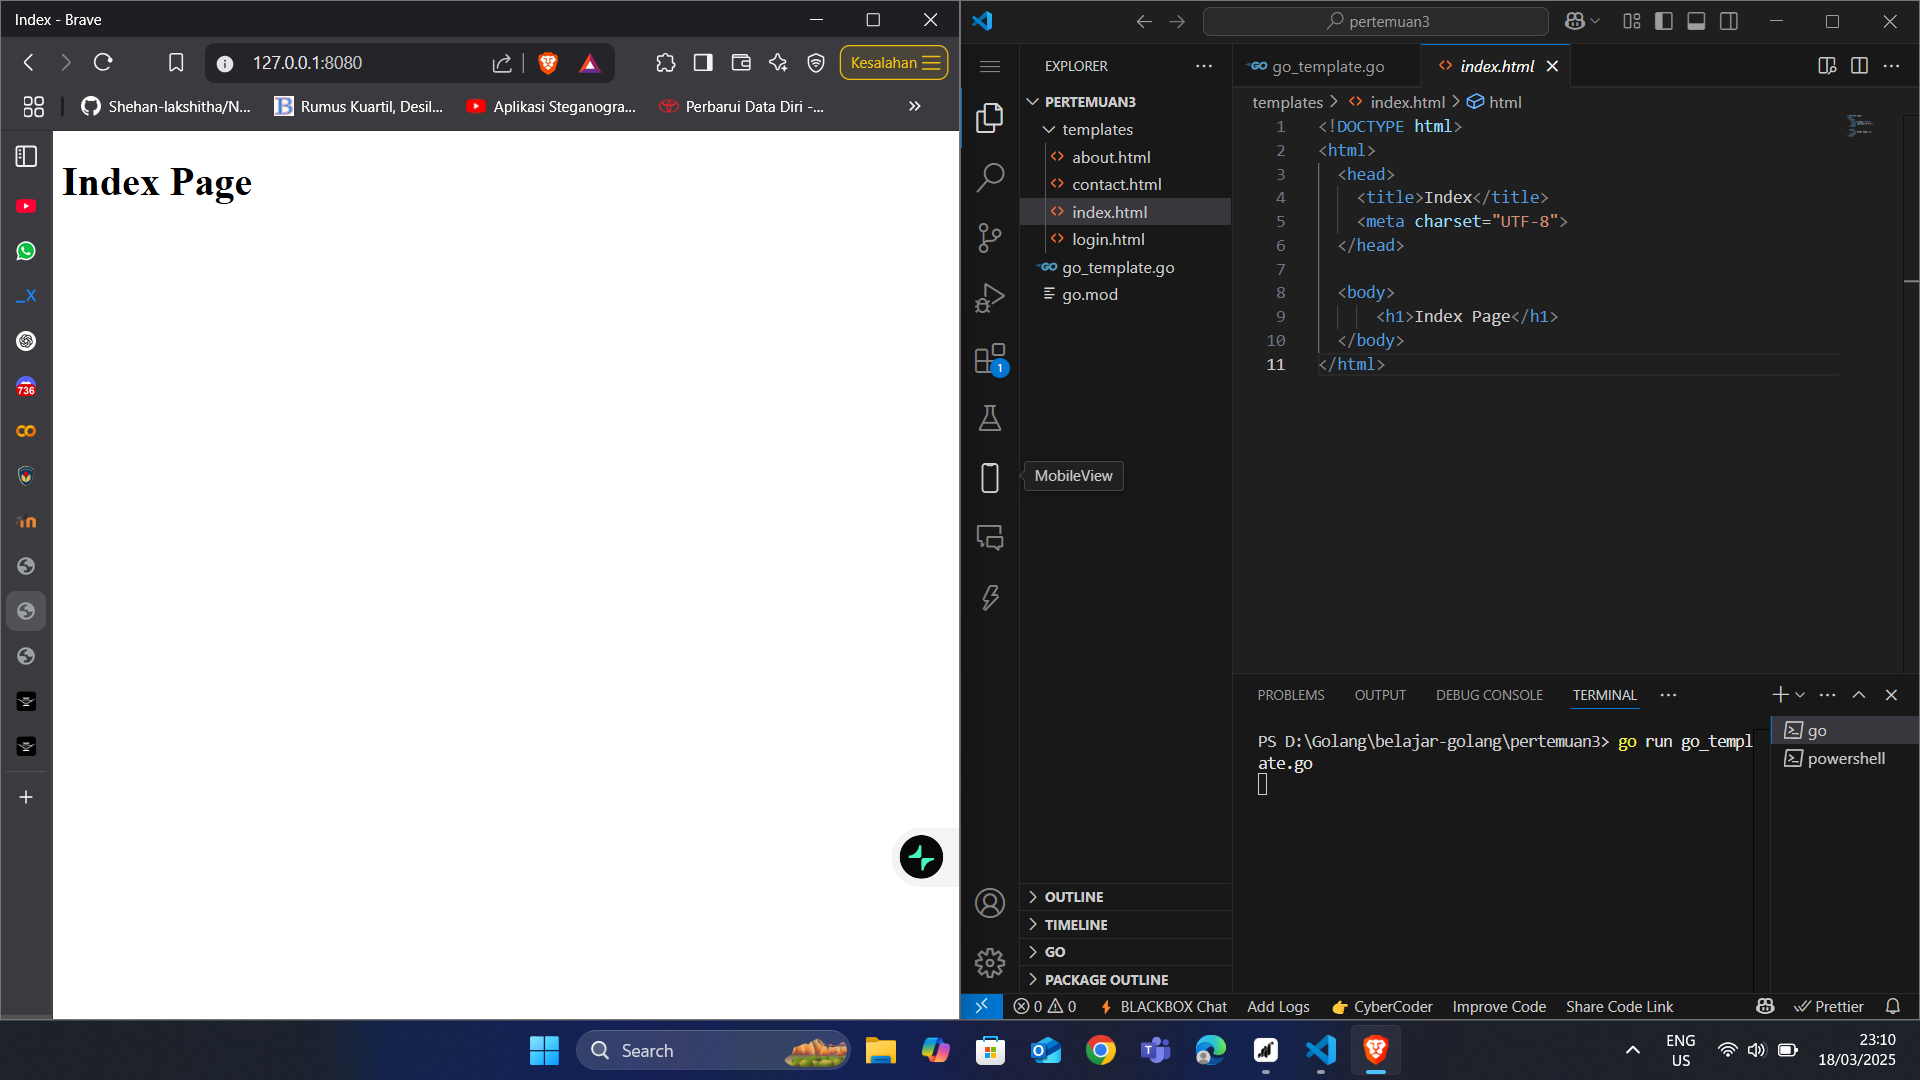 Index - Brave
127.0.0.1:8080
Kesalahan
Shehan-lakshitha/N...
Rumus Kuartil, Desil...
Aplikasi Steganogra...
Perbarui Data Diri -...
736
Index Page
pertemuan3
EXPLORER
PERTEMUAN3
templates
about.html
contact.html
index.html
login.html
go_template.go
go.mod
1
MobileView
OUTLINE
TIMELINE
GO
PACKAGE OUTLINE
go_template.go
index.html
templates > index.html > html
1 <!DOCTYPE html>
2 <html>
3 <head>
4 <title>Index</title>
5 <meta charset="UTF-8">
6 </head>
7
8 <body>
9 <h1>Index Page</h1>
10 </body>
11 </html>
PROBLEMS OUTPUT DEBUG CONSOLE TERMINAL
PS D:\Golang\belajar-golang\pertemuan3> go run go_templ
ate.go
go
powershell
0 0 BLACKBOX Chat Add Logs CyberCoder Improve Code Share Code Link Prettier
Search
ENG
US
23:10
18/03/2025